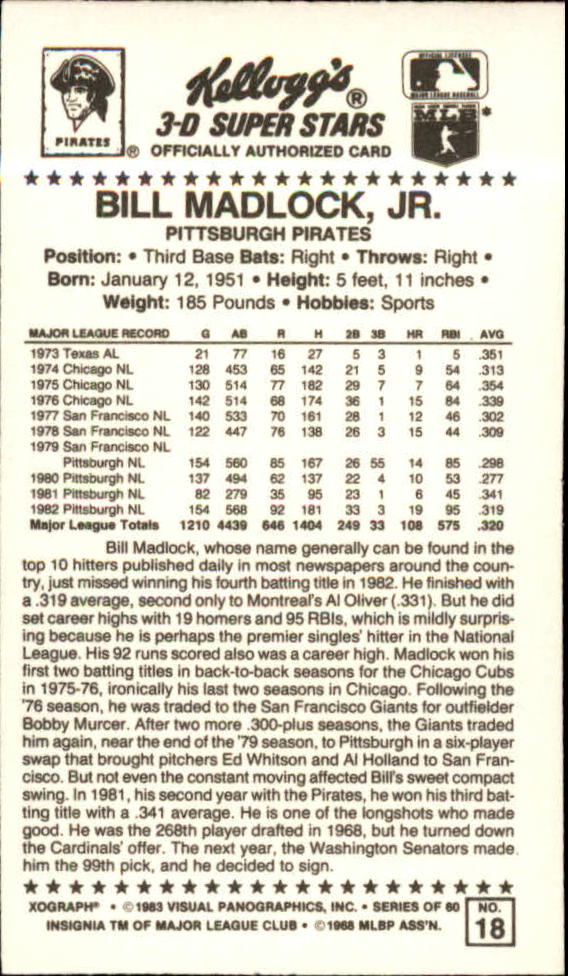 PIRATES ®
Kellogg's®
3-D SUPER STARS
OFFICIALLY AUTHORIZED CARD
OFFICIAL LICENSEE
MAJOR LEAGUE BASEBALL
MLB *
BILL MADLOCK, JR.
PITTSBURGH PIRATES
Position: • Third Base Bats: Right • Throws: Right •
Born: January 12, 1951 • Height: 5 feet, 11 inches •
Weight: 185 Pounds • Hobbies: Sports
MAJOR LEAGUE RECORD G AB R H 2B 3B HR RBI AVG
1973 Texas AL 21 77 16 27 5 3 1 5 .351
1974 Chicago NL 128 453 65 142 21 5 9 54 .313
1975 Chicago NL 130 514 77 182 29 7 7 64 .354
1976 Chicago NL 142 514 68 174 36 1 15 84 .339
1977 San Francisco NL 140 533 70 161 28 1 12 46 .302
1978 San Francisco NL 122 447 76 138 26 3 15 44 .309
1979 San Francisco NL
Pittsburgh NL 154 560 85 167 26 55 14 85 .298
1980 Pittsburgh NL 137 494 62 137 22 4 10 53 .277
1981 Pittsburgh NL 82 279 35 95 23 1 6 45 .341
1982 Pittsburgh NL 154 568 92 181 33 3 19 95 .319
Major League Totals 1210 4439 646 1404 249 33 108 575 .320
Bill Madlock, whose name generally can be found in the
top 10 hitters published daily in most newspapers around the coun-
try, just missed winning his fourth batting title in 1982. He finished with
a .319 average, second only to Montreal's Al Oliver (.331). But he did
set career highs with 19 homers and 95 RBIs, which is mildly surpris-
ing because he is perhaps the premier singles' hitter in the National
League. His 92 runs scored also was a career high. Madlock won his
first two batting titles in back-to-back seasons for the Chicago Cubs
in 1975-76, ironically his last two seasons in Chicago. Following the
'76 season, he was traded to the San Francisco Giants for outfielder
Bobby Murcer. After two more .300-plus seasons, the Giants traded
him again, near the end of the '79 season, to Pittsburgh in a six-player
swap that brought pitchers Ed Whitson and Al Holland to San Fran-
cisco. But not even the constant moving affected Bill's sweet compact
swing. In 1981, his second year with the Pirates, he won his third bat-
ting title with a .341 average. He is one of the longshots who made
good. He was the 268th player drafted in 1968, but he turned down
the Cardinals' offer. The next year, the Washington Senators made
him the 99th pick, and he decided to sign.
XOGRAPH® • ©1983 VISUAL PANOGRAPHICS, INC. • SERIES OF 60
INSIGNIA TM OF MAJOR LEAGUE CLUB • ©1968 MLBP ASS'N.
NO.
18